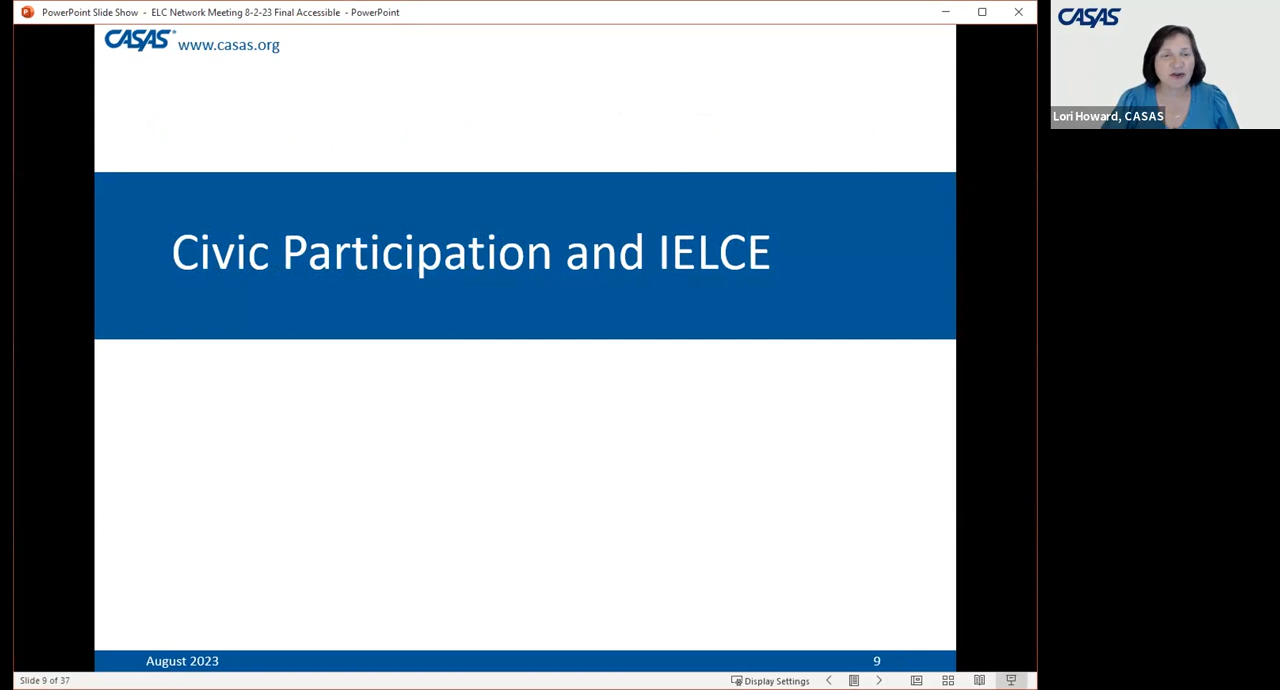 PowerPoint Slide Show - ELC Network Meeting 8-2-23 Final Accessible - PowerPoint
CASAS® www.casas.org
CASAS
Lori Howard, CASAS
Civic Participation and IELCE
August 2023
9
Slide 9 of 37
Display Settings